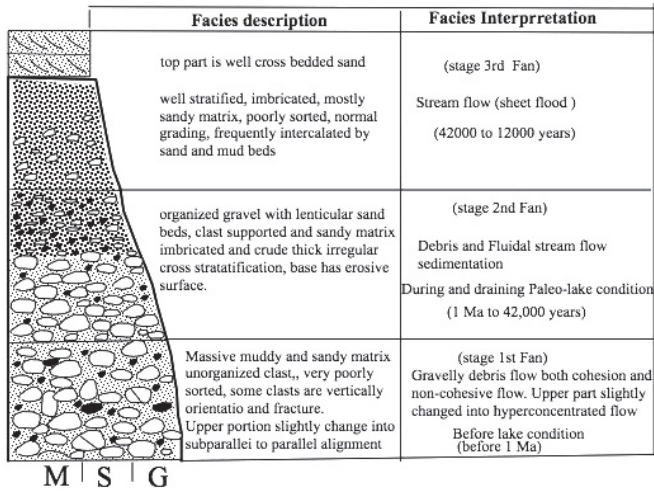 Facies description
Facies Interprretation
top part is well cross bedded sand
well stratified, imbricated, mostly
sandy matrix, poorly sorted, normal
grading, frequently intercalated by
sand and mud beds
(stage 3rd Fan)
Stream flow (sheet flood )
(42000 to 12000 years)
organized gravel with lenticular sand
beds, clast supported and sandy matrix
imbricated and crude thick irregular
cross stratatification, base has erosive
surface.
(stage 2nd Fan)
Debris and Fluidal stream flow
sedimentation
During and draining Paleo-lake condition
(1 Ma to 42,000 years)
Massive muddy and sandy matrix
unorganized clast,, very poorly
sorted, some clasts are vertically
orientatio and fracture.
Upper portion slightly change into
subparallei to parallel alignment
(stage 1st Fan)
Gravelly debris flow both cohesion and
non-cohesive flow. Upper part slightly
changed into hyperconcentrated flow
Before lake condition
(before 1 Ma)
M | S | G